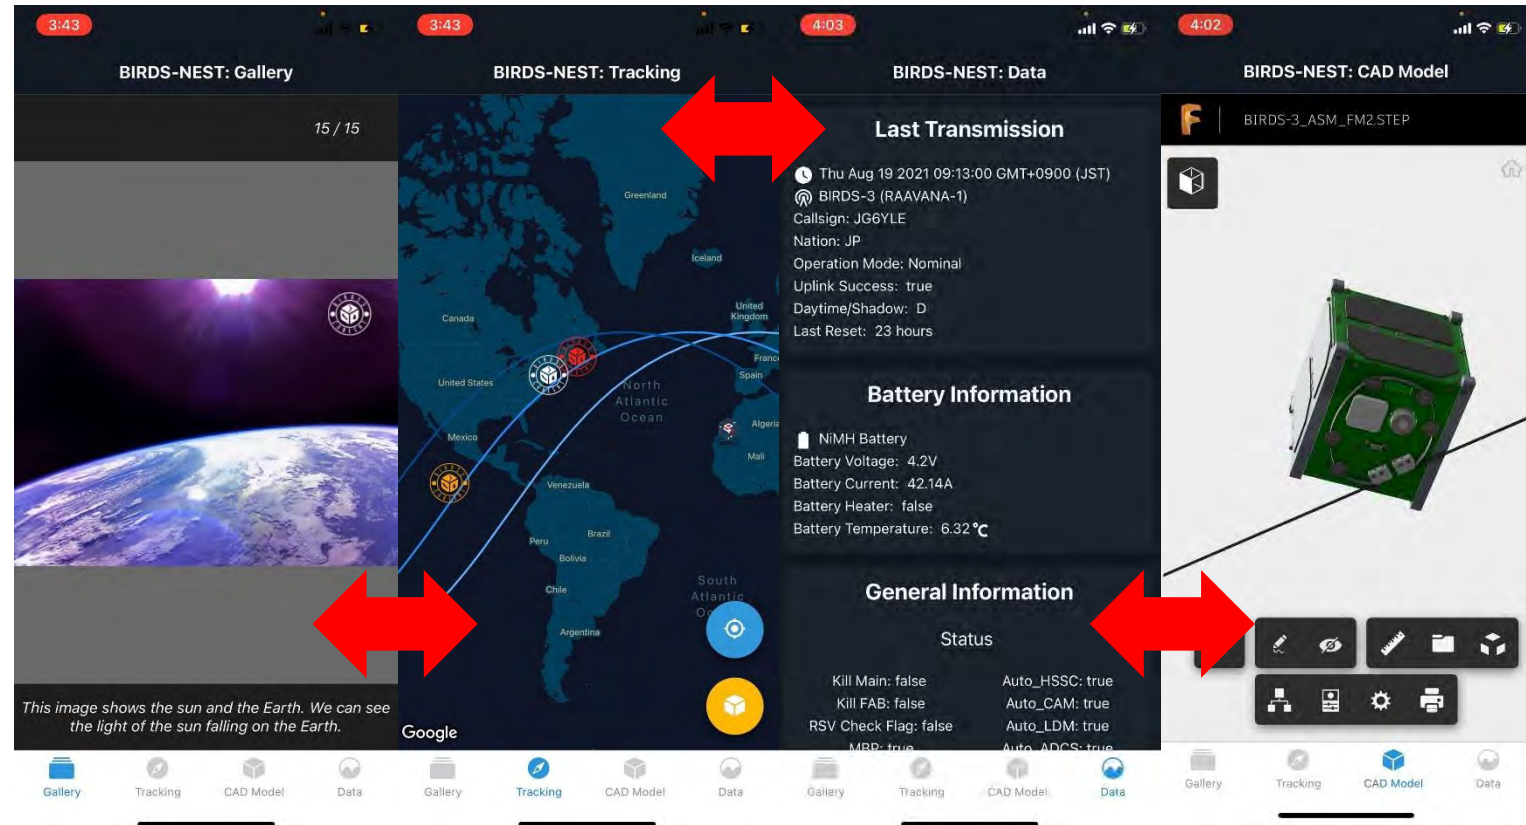 3:43
BIRDS-NEST: Gallery
15 / 15
This image shows the sun and the Earth. We can see
the light of the sun falling on the Earth.
Gallery
Tracking
CAD Model
Data
3:43
BIRDS-NEST: Tracking
Greenland
Iceland
United
Kingdom
Canada
France
Spain
United States
North
Atlantic
Ocean
Algeria
Mexico
Mali
Venezuela
Brazil
Peru
Bolivia
Chile
South
Atlantic
Argentina
Google
Gallery
Tracking
CAD Model
Data
4:03
BIRDS-NEST: Data
Last Transmission
Thu Aug 19 2021 09:13:00 GMT+0900 (JST)
BIRDS-3 (RAAVANA-1)
Callsign: JG6YLE
Nation: JP
Operation Mode: Nominal
Uplink Success: true
Daytime/Shadow: D
Last Reset: 23 hours
Battery Information
NiMH Battery
Battery Voltage: 4.2V
Battery Current: 42.14A
Battery Heater: false
Battery Temperature: 6.32°C
General Information
Status
Kill Main: false Auto_HSSC: true
Kill FAB: false Auto_CAM: true
RSV Check Flag: false Auto_LDM: true
MBP: true Auto_ADCS: true
Gallery
Tracking
CAD Model
Data
4:02
BIRDS-NEST: CAD Model
BIRDS-3_ASM_FM2.STEP
Gallery
Tracking
CAD Model
Data